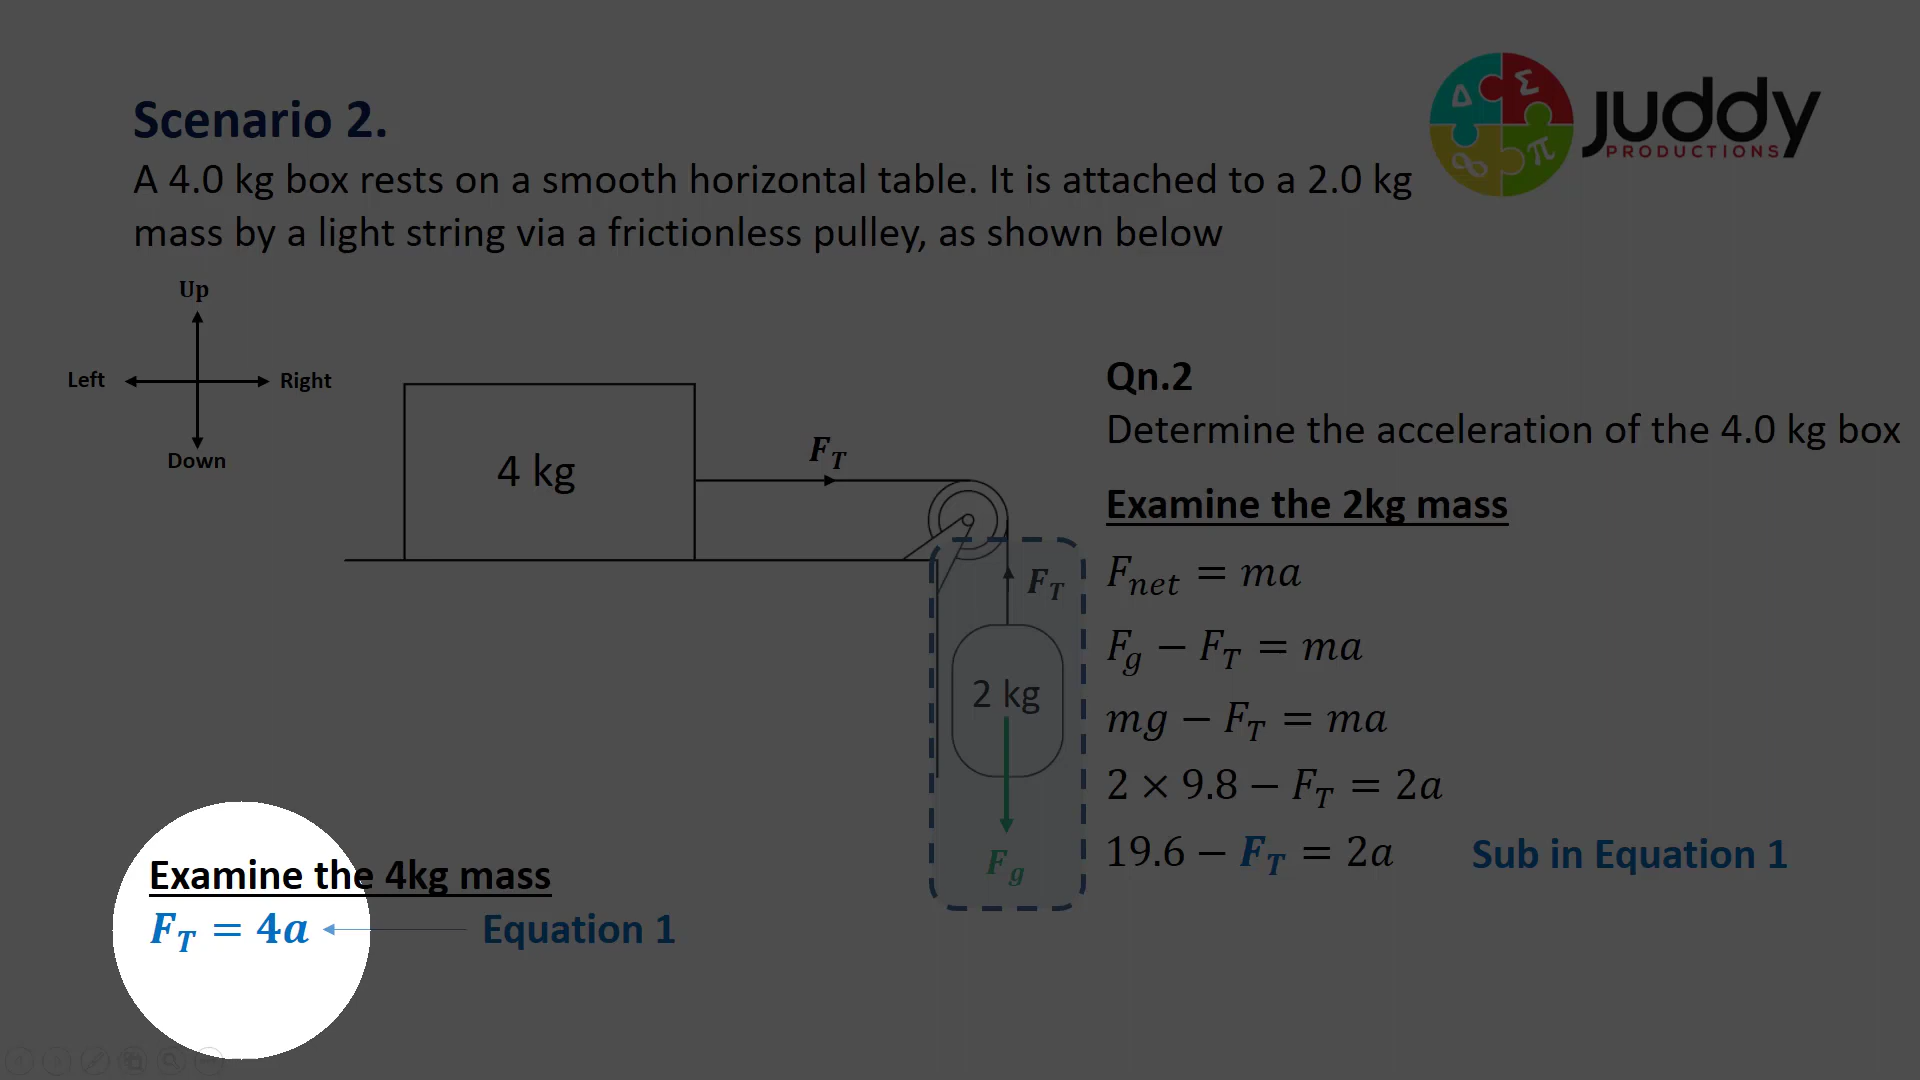 Scenario 2.
A 4.0 kg box rests on a smooth horizontal table. It is attached to a 2.0 kg
mass by a light string via a frictionless pulley, as shown below
Δ Σ
∞ π
juddy
PRODUCTIONS
Up
Left
Right
Down
4 kg
F_T
F_T
2 kg
F_g
Qn.2
Determine the acceleration of the 4.0 kg box
Examine the 2kg mass
F_net = ma
F_g − F_T = ma
mg − F_T = ma
2 × 9.8 − F_T = 2a
19.6 − F_T = 2a
Sub in Equation 1
Examine the 4kg mass
F_T = 4a
Equation 1